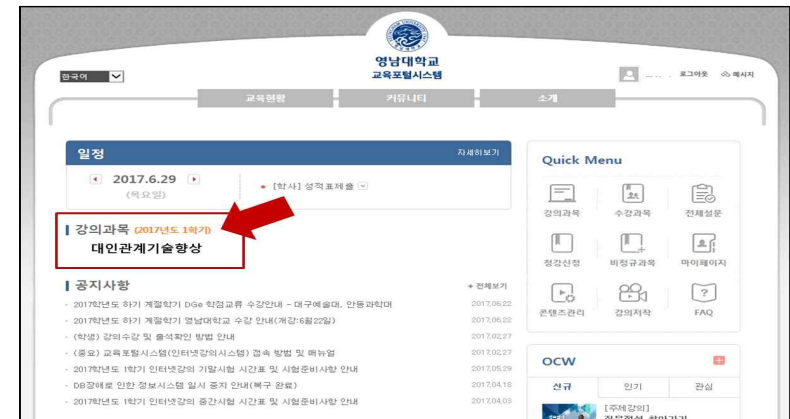 영남대학교
교육포털시스템
한국어
로그아웃 메시지
교육현황 커뮤니티 소개
일정 자세히보기
2017.6.29
(목요일)
[학사] 성적표제출
강의과목 (2017년도 1학기)
대인관계기술향상
공지사항 + 전체보기
· 2017학년도 하기 계절학기 DGe 학점교류 수강안내 - 대구예술대, 안동과학대 2017.06.22
· 2017학년도 하기 계절학기 영남대학교 수강 안내(개강:6월22일) 2017.06.22
· (학생) 강의수강 및 출석확인 방법 안내 2017.02.27
· (중요) 교육포털시스템(인터넷강의시스템) 접속 방법 및 매뉴얼 2017.02.27
· 2017학년도 1학기 인터넷강의 기말시험 시간표 및 시험준비사항 안내 2017.05.29
· DB장애로 인한 정보시스템 일시 중지 안내(복구 완료) 2017.04.18
· 2017학년도 1학기 인터넷강의 중간시험 시간표 및 시험준비사항 안내 2017.04.03
Quick Menu
강의과목 수강과목 전체설문
청강신청 비정규과목 마이페이지
콘텐츠관리 강의저작 FAQ
OCW
신규 인기 관심
[주제강의]